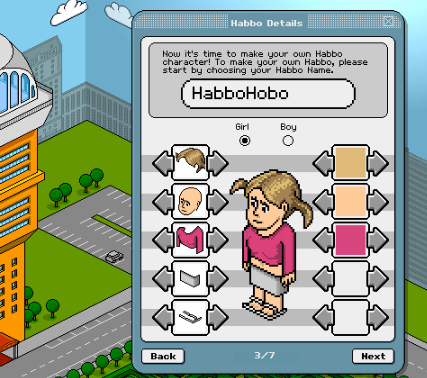 Habbo Details
Now it's time to make your own Habbo
character! To make your own Habbo, please
start by choosing your Habbo Name.
HabboHobo
Girl Boy
Back 3/7 Next